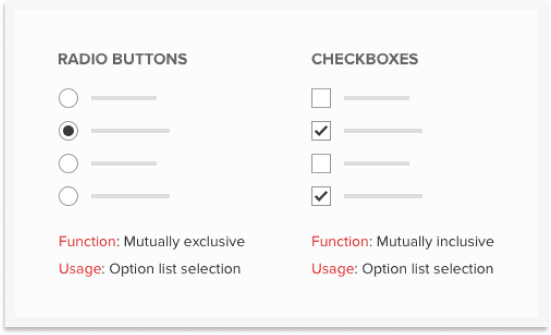 RADIO BUTTONS
Function: Mutually exclusive
Usage: Option list selection
CHECKBOXES
Function: Mutually inclusive
Usage: Option list selection